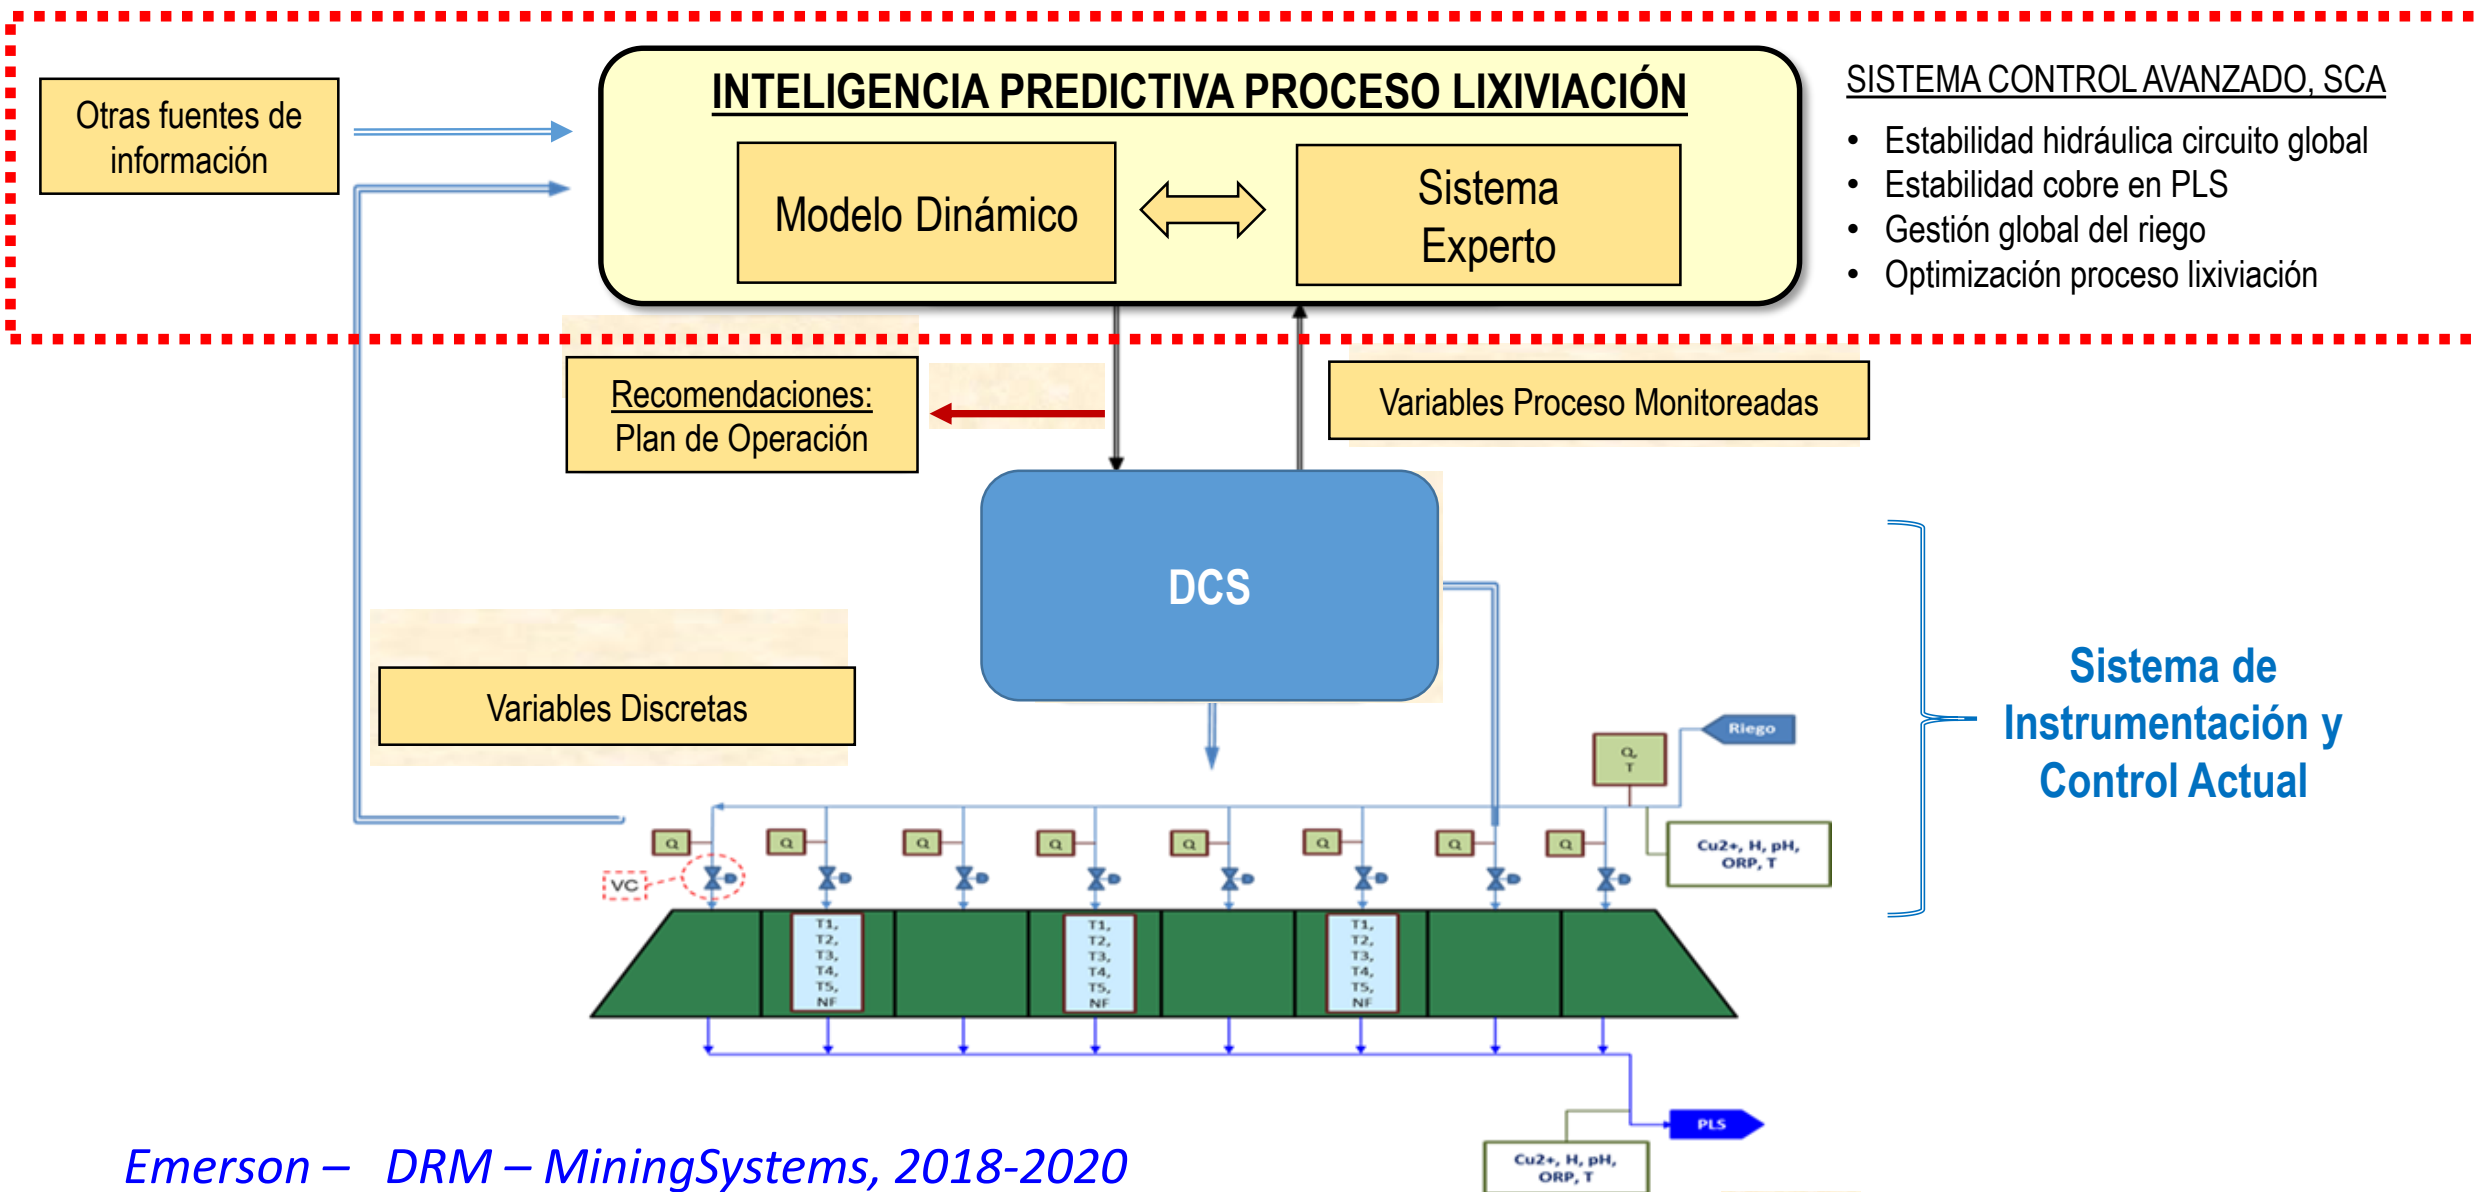 Otras fuentes de
información
INTELIGENCIA PREDICTIVA PROCESO LIXIVIACIÓN
Modelo Dinámico
Sistema
Experto
SISTEMA CONTROL AVANZADO, SCA
• Estabilidad hidráulica circuito global
• Estabilidad cobre en PLS
• Gestión global del riego
• Optimización proceso lixiviación
Recomendaciones:
Plan de Operación
Variables Proceso Monitoreadas
DCS
Variables Discretas
Sistema de
Instrumentación y
Control Actual
Riego
Q,
T
Q
Q
Q
Q
Q
Q
Q
Q
Cu2+, H, pH,
ORP, T
VC
T1,
T2,
T3,
T4,
T5,
NF
T1,
T2,
T3,
T4,
T5,
NF
T1,
T2,
T3,
T4,
T5,
NF
PLS
Cu2+, H, pH,
ORP, T
Emerson – DRM – MiningSystems, 2018-2020